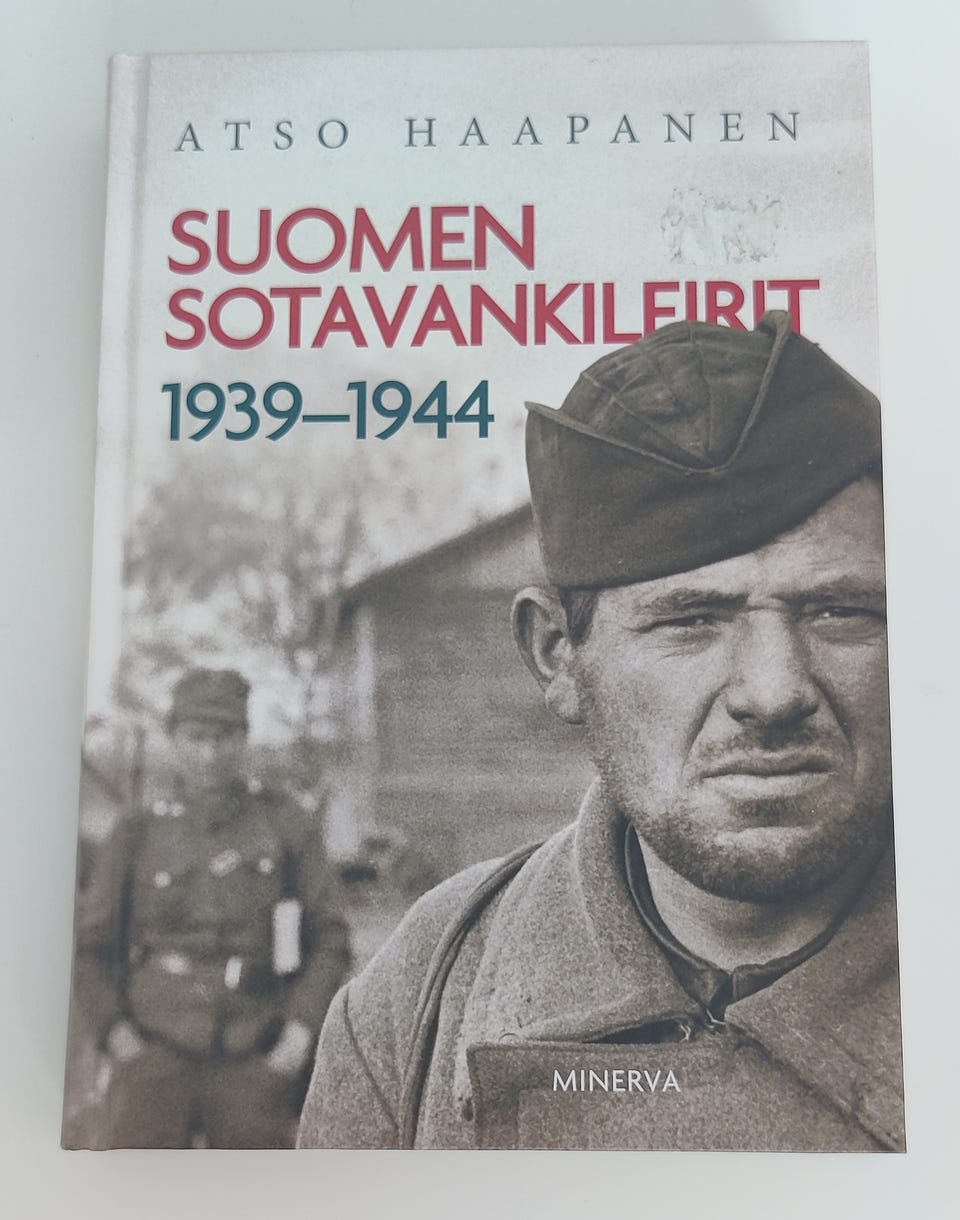 ATSO HAAPANEN
SUOMEN
SOTAVANKILEIRIT
1939–1944
MINERVA